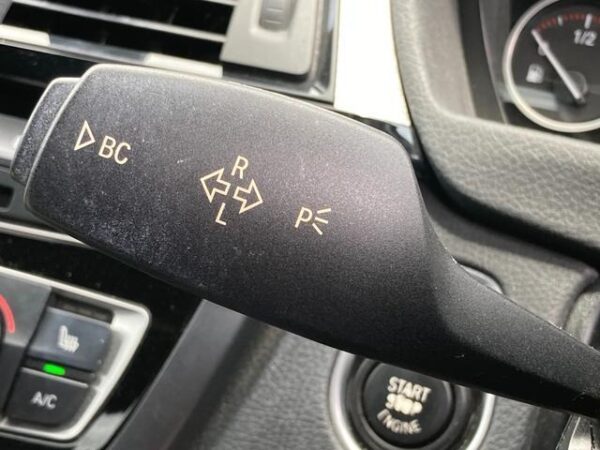 1/2
BC
R
L
P
A/C
START
STOP
ENGINE